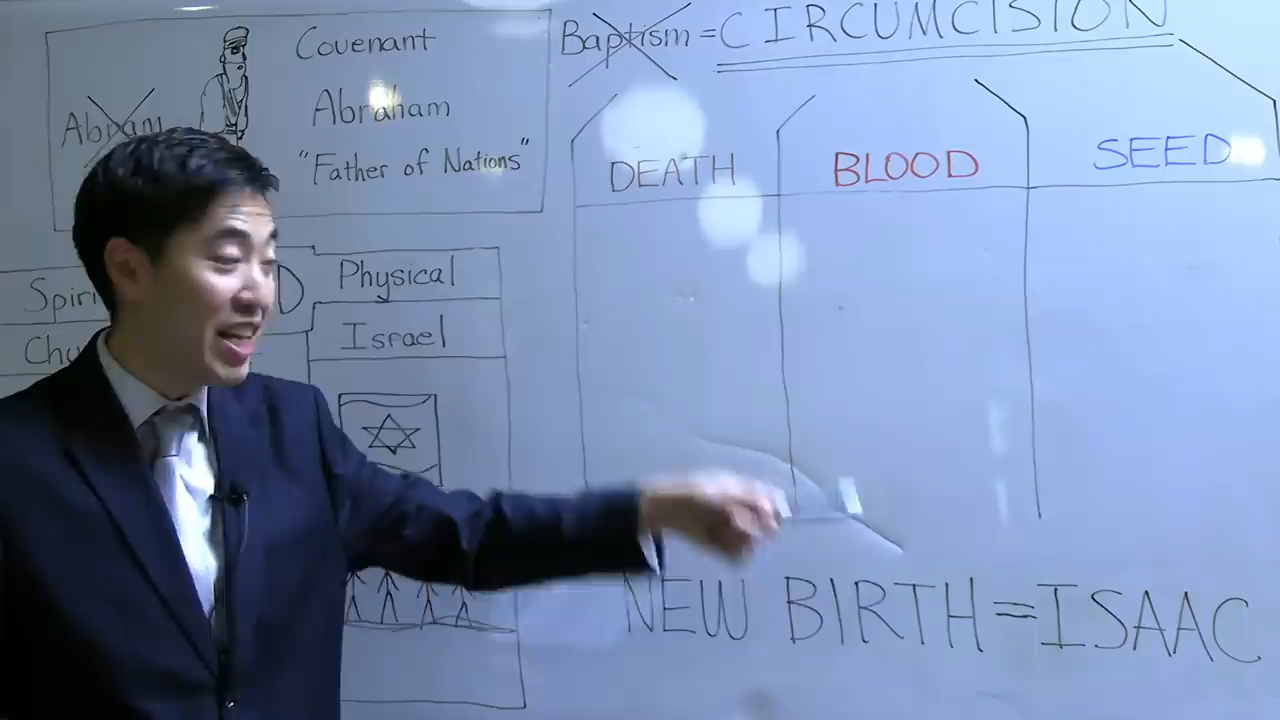 Covenant
Abram
Abraham
"Father of Nations"
Baptism = CIRCUMCISION
DEATH
BLOOD
SEED
Physical
Israel
NEW BIRTH = ISAAC